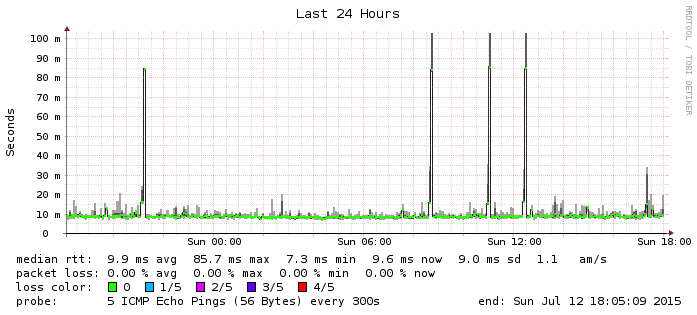 Last 24 Hours
RRDTOOL / TOBI OETIKER
Seconds
100 m
90 m
80 m
70 m
60 m
50 m
40 m
30 m
20 m
10 m
0
Sun 00:00 Sun 06:00 Sun 12:00 Sun 18:00
median rtt: 9.9 ms avg 85.7 ms max 7.3 ms min 9.6 ms now 9.0 ms sd 1.1 am/s
packet loss: 0.00 % avg 0.00 % max 0.00 % min 0.00 % now
loss color: 0 1/5 2/5 3/5 4/5
probe: 5 ICMP Echo Pings (56 Bytes) every 300s end: Sun Jul 12 18:05:09 2015